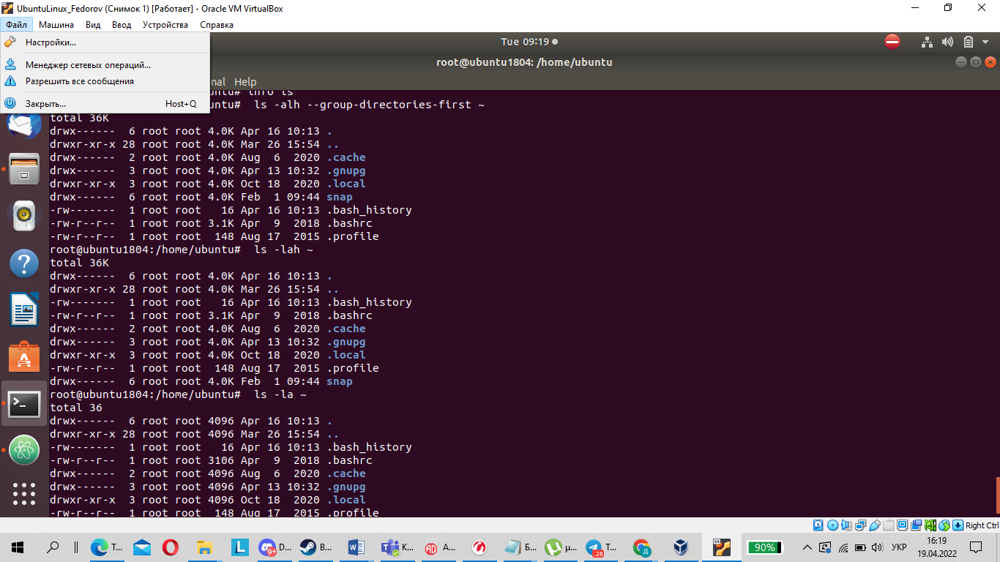 UbuntuLinux_Fedorov (Снимок 1) [Работает] - Oracle VM VirtualBox
Файл Машина Вид Ввод Устройства Справка
Настройки...
Менеджер сетевых операций...
Разрешить все сообщения
Закрыть... Host+Q
Tue 09:19
root@ubuntu1804: /home/ubuntu
nal Help
untu# info ls
untu#  ls -alh --group-directories-first ~
total 36K
drwx------  6 root root 4.0K Apr 16 10:13 .
drwxr-xr-x 28 root root 4.0K Mar 26 15:54 ..
drwx------  2 root root 4.0K Aug  6  2020 .cache
drwx------  3 root root 4.0K Apr 13 10:32 .gnupg
drwxr-xr-x  3 root root 4.0K Oct 18  2020 .local
drwx------  6 root root 4.0K Feb  1 09:44 snap
-rw-------  1 root root   16 Apr 16 10:13 .bash_history
-rw-r--r--  1 root root 3.1K Apr  9  2018 .bashrc
-rw-r--r--  1 root root  148 Aug 17  2015 .profile
root@ubuntu1804:/home/ubuntu#  ls -lah ~
total 36K
drwx------  6 root root 4.0K Apr 16 10:13 .
drwxr-xr-x 28 root root 4.0K Mar 26 15:54 ..
-rw-------  1 root root   16 Apr 16 10:13 .bash_history
-rw-r--r--  1 root root 3.1K Apr  9  2018 .bashrc
drwx------  2 root root 4.0K Aug  6  2020 .cache
drwx------  3 root root 4.0K Apr 13 10:32 .gnupg
drwxr-xr-x  3 root root 4.0K Oct 18  2020 .local
-rw-r--r--  1 root root  148 Aug 17  2015 .profile
drwx------  6 root root 4.0K Feb  1 09:44 snap
root@ubuntu1804:/home/ubuntu#  ls -la ~
total 36
drwx------  6 root root 4096 Apr 16 10:13 .
drwxr-xr-x 28 root root 4096 Mar 26 15:54 ..
-rw-------  1 root root   16 Apr 16 10:13 .bash_history
-rw-r--r--  1 root root 3106 Apr  9  2018 .bashrc
drwx------  2 root root 4096 Aug  6  2020 .cache
drwx------  3 root root 4096 Apr 13 10:32 .gnupg
drwxr-xr-x  3 root root 4096 Oct 18  2020 .local
-rw-r--r--  1 root root  148 Aug 17  2015 .profile
Right Ctrl
T... L D... B... K... A... Б... µ... T... 90% УКР 16:19
19.04.2022